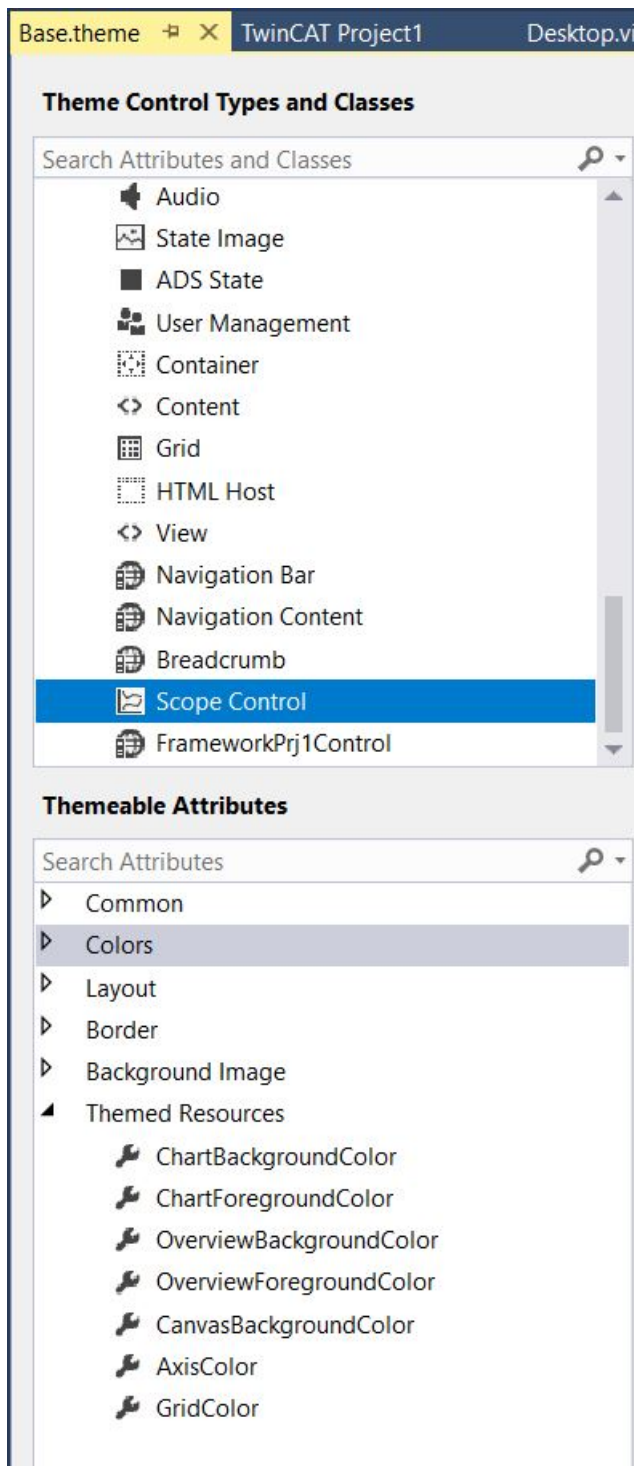 Base.theme TwinCAT Project1 Desktop.vi
Theme Control Types and Classes
Search Attributes and Classes
Audio
State Image
ADS State
User Management
Container
Content
Grid
HTML Host
View
Navigation Bar
Navigation Content
Breadcrumb
Scope Control
FrameworkPrj1Control
Themeable Attributes
Search Attributes
Common
Colors
Layout
Border
Background Image
Themed Resources
ChartBackgroundColor
ChartForegroundColor
OverviewBackgroundColor
OverviewForegroundColor
CanvasBackgroundColor
AxisColor
GridColor